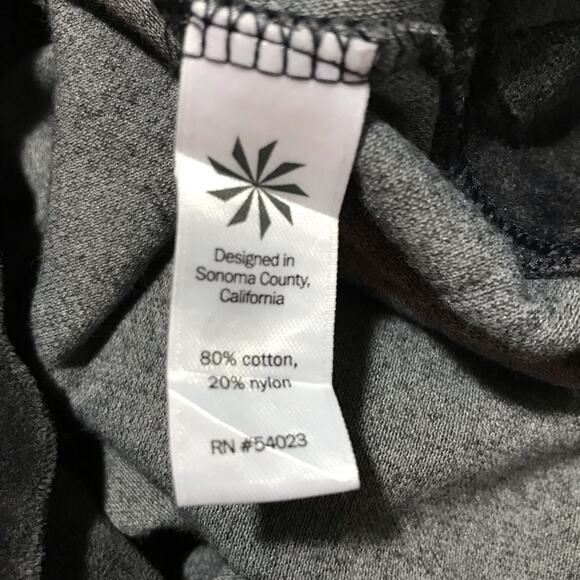 Designed in
Sonoma County,
California
80% cotton,
20% nylon
RN #54023